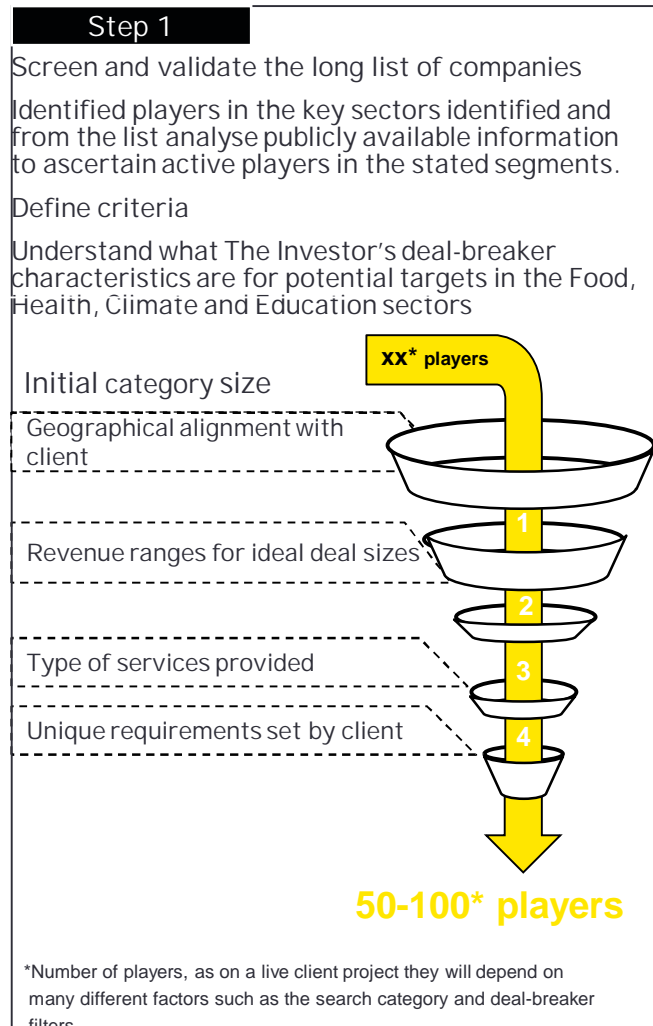 Step 1
Screen and validate the long list of companies
Identified players in the key sectors identified and
from the list analyse publicly available information
to ascertain active players in the stated segments.
Define criteria
Understand what The Investor's deal-breaker
characteristics are for potential targets in the Food,
Health, Climate and Education sectors
xx* players
Initial category size
Geographical alignment with
client
1
Revenue ranges for ideal deal sizes
2
Type of services provided
3
Unique requirements set by client
4
50-100* players
*Number of players, as on a live client project they will depend on
many different factors such as the search category and deal-breaker
filters